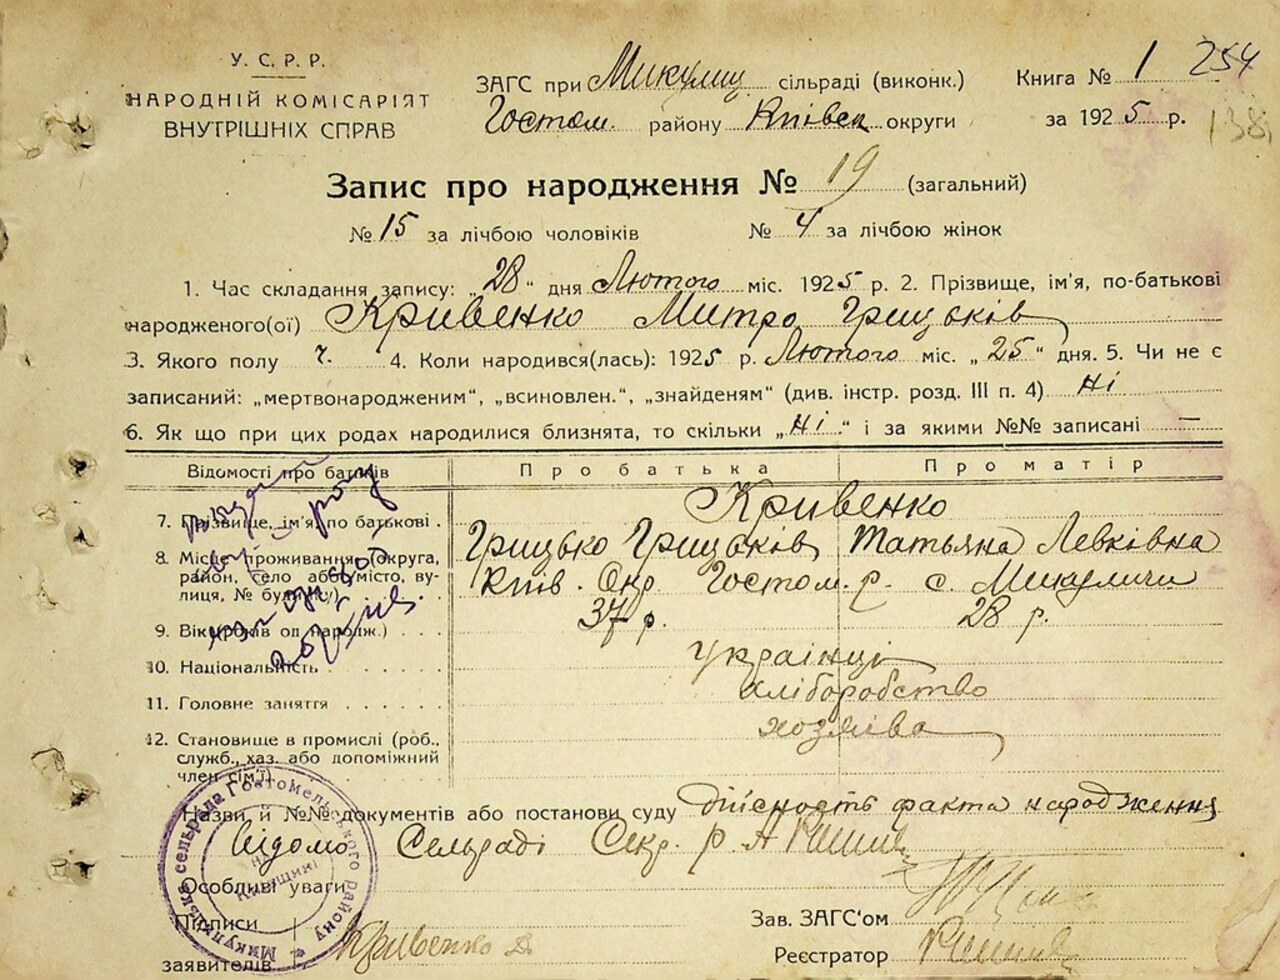 У. С. Р. Р.
НАРОДНІЙ КОМІСАРІЯТ
ВНУТРІШНІХ СПРАВ
ЗАГС при Микулиц. сільраді (виконк.)
Гостом. району Київск. округи
Книга № 1 254
за 1925 р. 138
Запис про народження № 19 (загальний)
№ 15 за лічбою чоловіків № 4 за лічбою жінок
1. Час складання запису: „28“ дня Лютого міс. 1925 р. 2. Прізвище, ім'я, по-батькові
народженого(ої) Кривенко Митро Грицьків
3. Якого полу ч. 4. Коли народився(лась): 1925 р. Лютого міс. „25“ дня. 5. Чи не є
записаний: „мертвонародженим“, „всиновлен.“, „знайденям“ (див. інстр. розд. III п. 4) Ні
6. Як що при цих родах народилися близнята, то скільки „Ні“ і за якими №№ записані —
Відомості про батьків Про батька Про матір
7. Прізвище, ім'я, по батькові . Кривенко
Грицько Грицьків Татьяна Левківна
8. Місце проживання (округа, район, село або місто, вулиця, № будинку) Київ. Окр. Гостом. р. с. Микуличи
9. Вік (років од народж.) . . . 37 р. 28 р.
10. Національність . . . . . Українці
11. Головне заняття . . . . . . хліборобство
12. Становище в промислі (роб., хозяїва
служб., хаз. або допоміжний
член сім'ї).
Назви й №№ документів або постанови суду Дійсность факта народження
Відомо Сельраді Секр. р А
Особливі уваги
Підписи
заявителів Кривенко Д.
Зав. ЗАГС'ом
Реєстратор
Микулицька сельрада Гостомельського Району
на Київщині